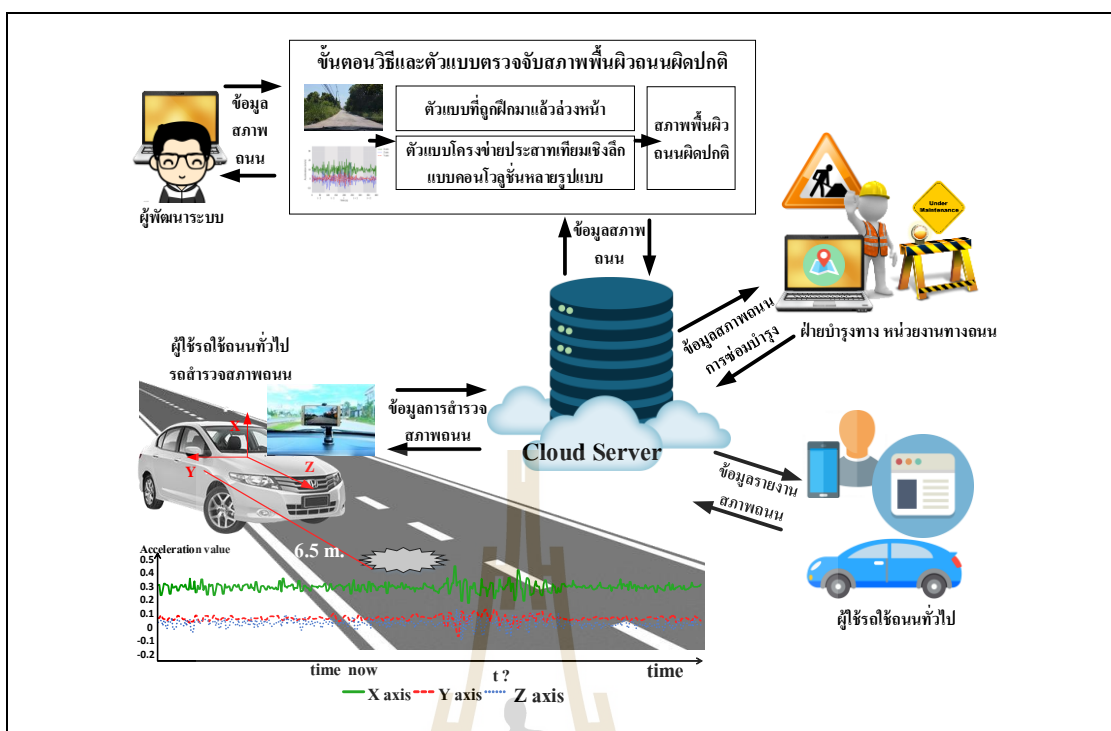 ขั้นตอนวิธีและตัวแบบตรวจจับสภาพพื้นผิวถนนผิดปกติ
ข้อมูล
สภาพ
ถนน
ผู้พัฒนาระบบ
ตัวแบบที่ถูกฝึกมาแล้วล่วงหน้า
ตัวแบบโครงข่ายประสาทเทียมเชิงลึก
แบบคอนโวลูชั่นหลายรูปแบบ
สภาพพื้นผิว
ถนนผิดปกติ
ข้อมูลสภาพ
ถนน
Under
Maintenance
ข้อมูลสภาพถนน
การซ่อมบำรุง
ฝ่ายบำรุงทาง หน่วยงานทางถนน
ผู้ใช้รถใช้ถนนทั่วไป
รถสำรวจสภาพถนน
ข้อมูลการสำรวจ
สภาพถนน
Cloud Server
ข้อมูลรายงาน
สภาพถนน
ผู้ใช้รถใช้ถนนทั่วไป
X
Y
Z
6.5 m.
Acceleration value
0.5
0.4
0.3
0.1
0
-0.1
-0.2
time now
t ?
time
X axis
Y axis
Z axis